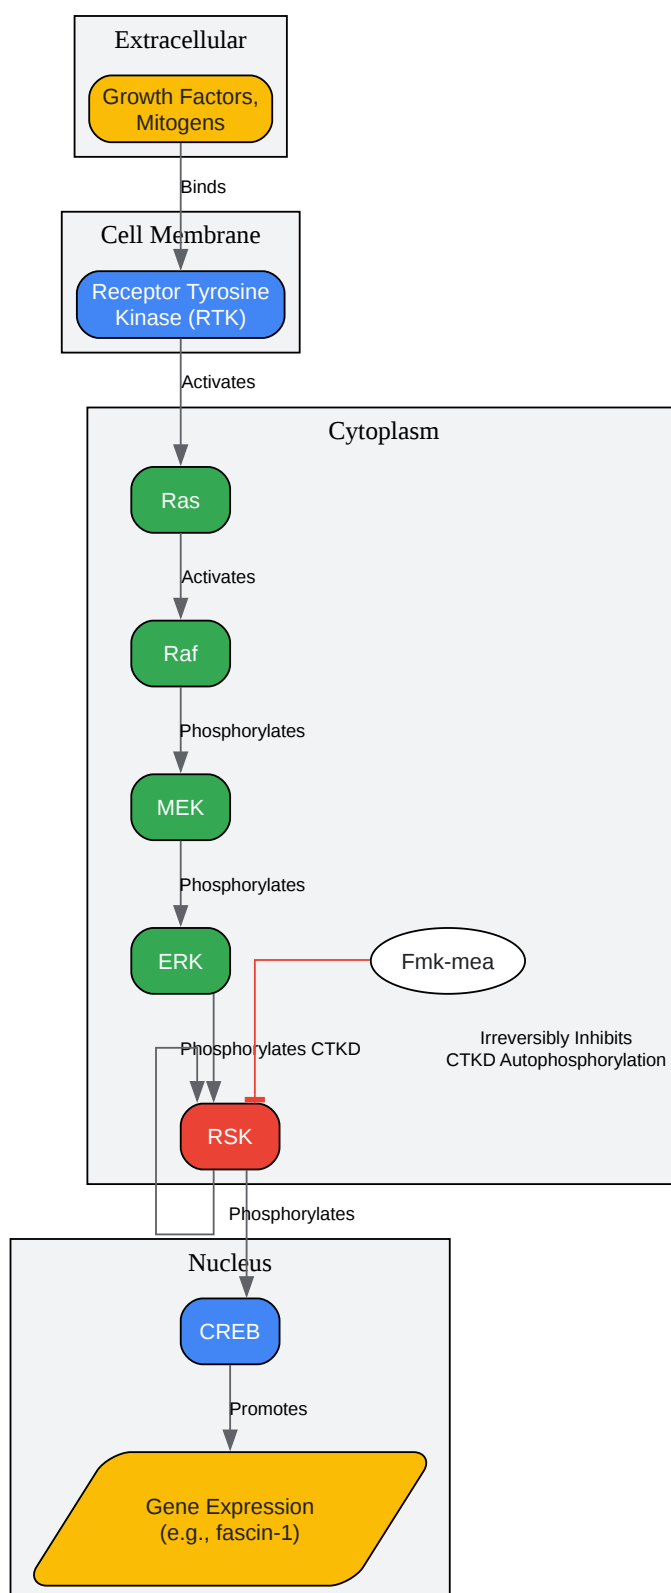 Extracellular
Growth Factors,
Mitogens
Binds
Cell Membrane
Receptor Tyrosine
Kinase (RTK)
Activates
Cytoplasm
Ras
Activates
Raf
Phosphorylates
MEK
Phosphorylates
ERK
Fmk-mea
Phosphorylates CTKD
Irreversibly Inhibits
CTKD Autophosphorylation
RSK
Phosphorylates
Nucleus
CREB
Promotes
Gene Expression
(e.g., fascin-1)